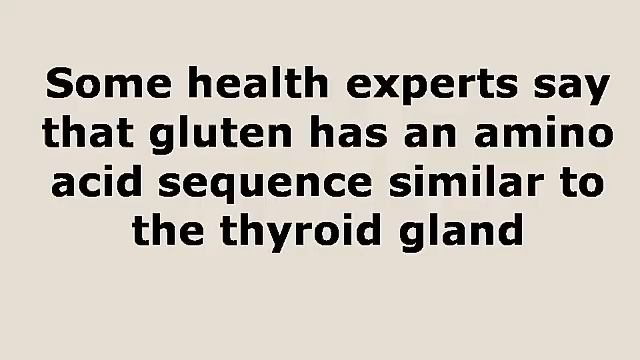 Some health experts say
that gluten has an amino
acid sequence similar to
the thyroid gland